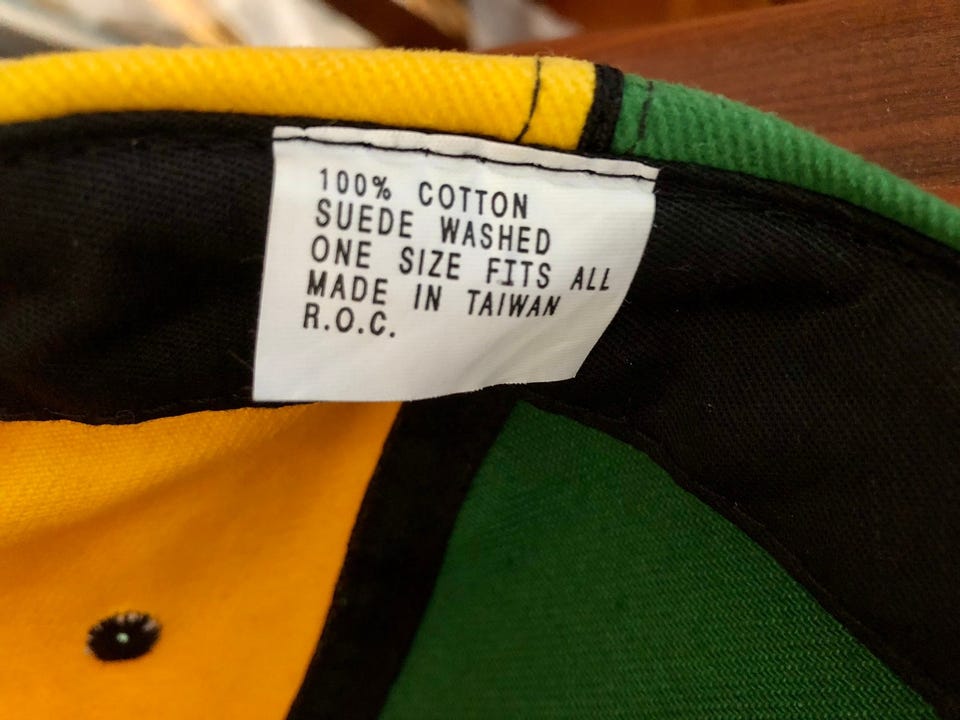 100% COTTON
SUEDE WASHED
ONE SIZE FITS ALL
MADE IN TAIWAN
R.O.C.